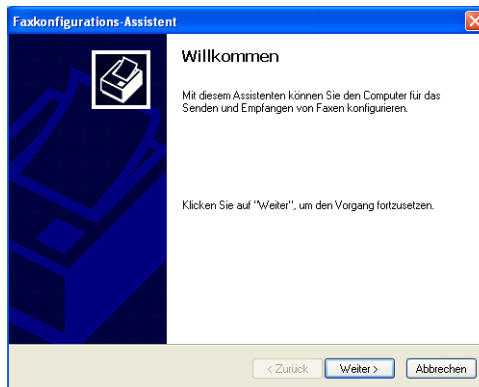 Faxkonfigurations-Assistent
Willkommen
Mit diesem Assistenten können Sie den Computer für das
Senden und Empfangen von Faxen konfigurieren.
Klicken Sie auf "Weiter", um den Vorgang fortzusetzen.
< Zurück Weiter > Abbrechen